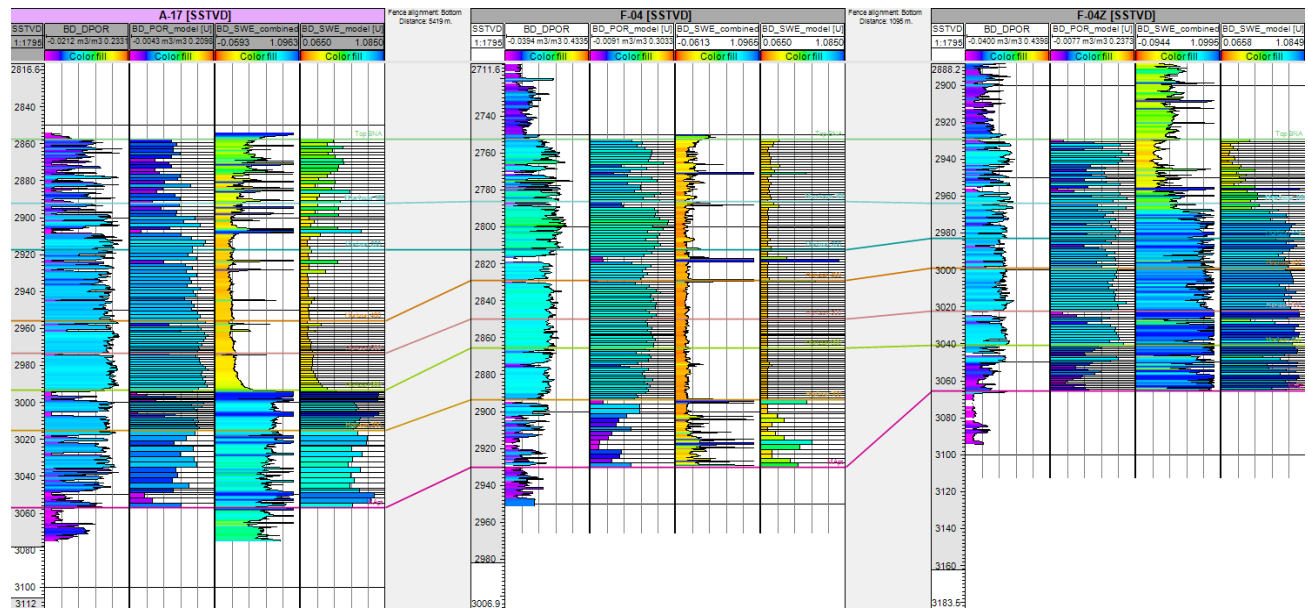 A-17 [SSTVD]
SSTVD BD_DPOR BD_POR_model [U] BD_SWE_combined BD_SWE_model [U]
1:1795 -0.0212 m3/m3 0.2331 -0.0043 m3/m3 0.2098 0.0593 1.0963 0.0650 1.0850
Color fill Color fill Color fill Color fill
2816.6
2840
2860
2880
2900
2920
2940
2960
2980
3000
3020
3040
3060
3080
3100
3112
Top BNA
Fence alignment: Bottom
Distance: 5419 m.
F-04 [SSTVD]
SSTVD BD_DPOR BD_POR_model [U] BD_SWE_combined BD_SWE_model [U]
1:1795 -0.0394 m3/m3 0.4335 -0.0091 m3/m3 0.3033 -0.0613 1.0965 0.0650 1.0850
Color fill Color fill Color fill Color fill
2711.6
2740
2760
2780
2800
2820
2840
2860
2880
2900
2920
2940
2960
2980
3006.9
Top BNA
Fence alignment: Bottom
Distance: 1095 m.
F-04Z [SSTVD]
SSTVD BD_DPOR BD_POR_model [U] BD_SWE_combined BD_SWE_model [U]
1:1795 -0.0400 m3/m3 0.4398 -0.0077 m3/m3 0.2373 -0.0944 1.0995 0.0658 1.0849
Color fill Color fill Color fill Color fill
2888.2
2900
2920
2940
2960
2980
3000
3020
3040
3060
3080
3100
3120
3140
3160
3183.5
Top BNA